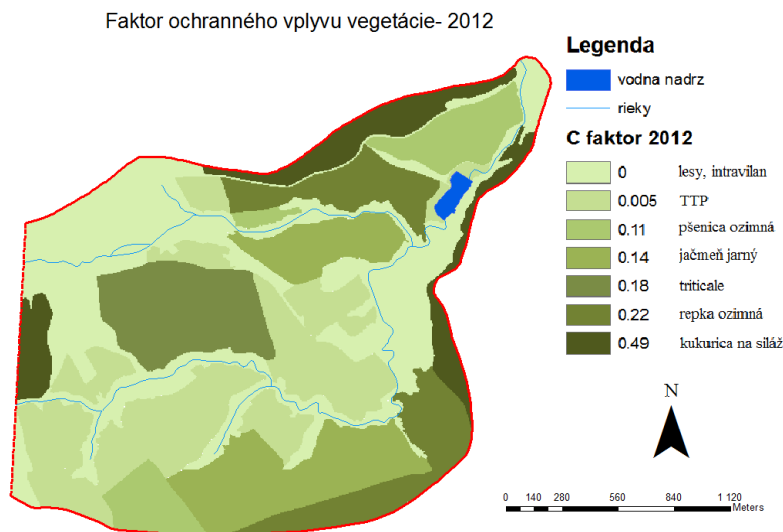 Faktor ochranného vplyvu vegetácie- 2012
Legenda
vodna nadrz
rieky
C faktor 2012
0 lesy, intravilan
0.005 TTP
0.11 pšenica ozimná
0.14 jačmeň jarný
0.18 triticale
0.22 repka ozimná
0.49 kukurica na siláž
N
0 140 280 560 840 1 120
Meters